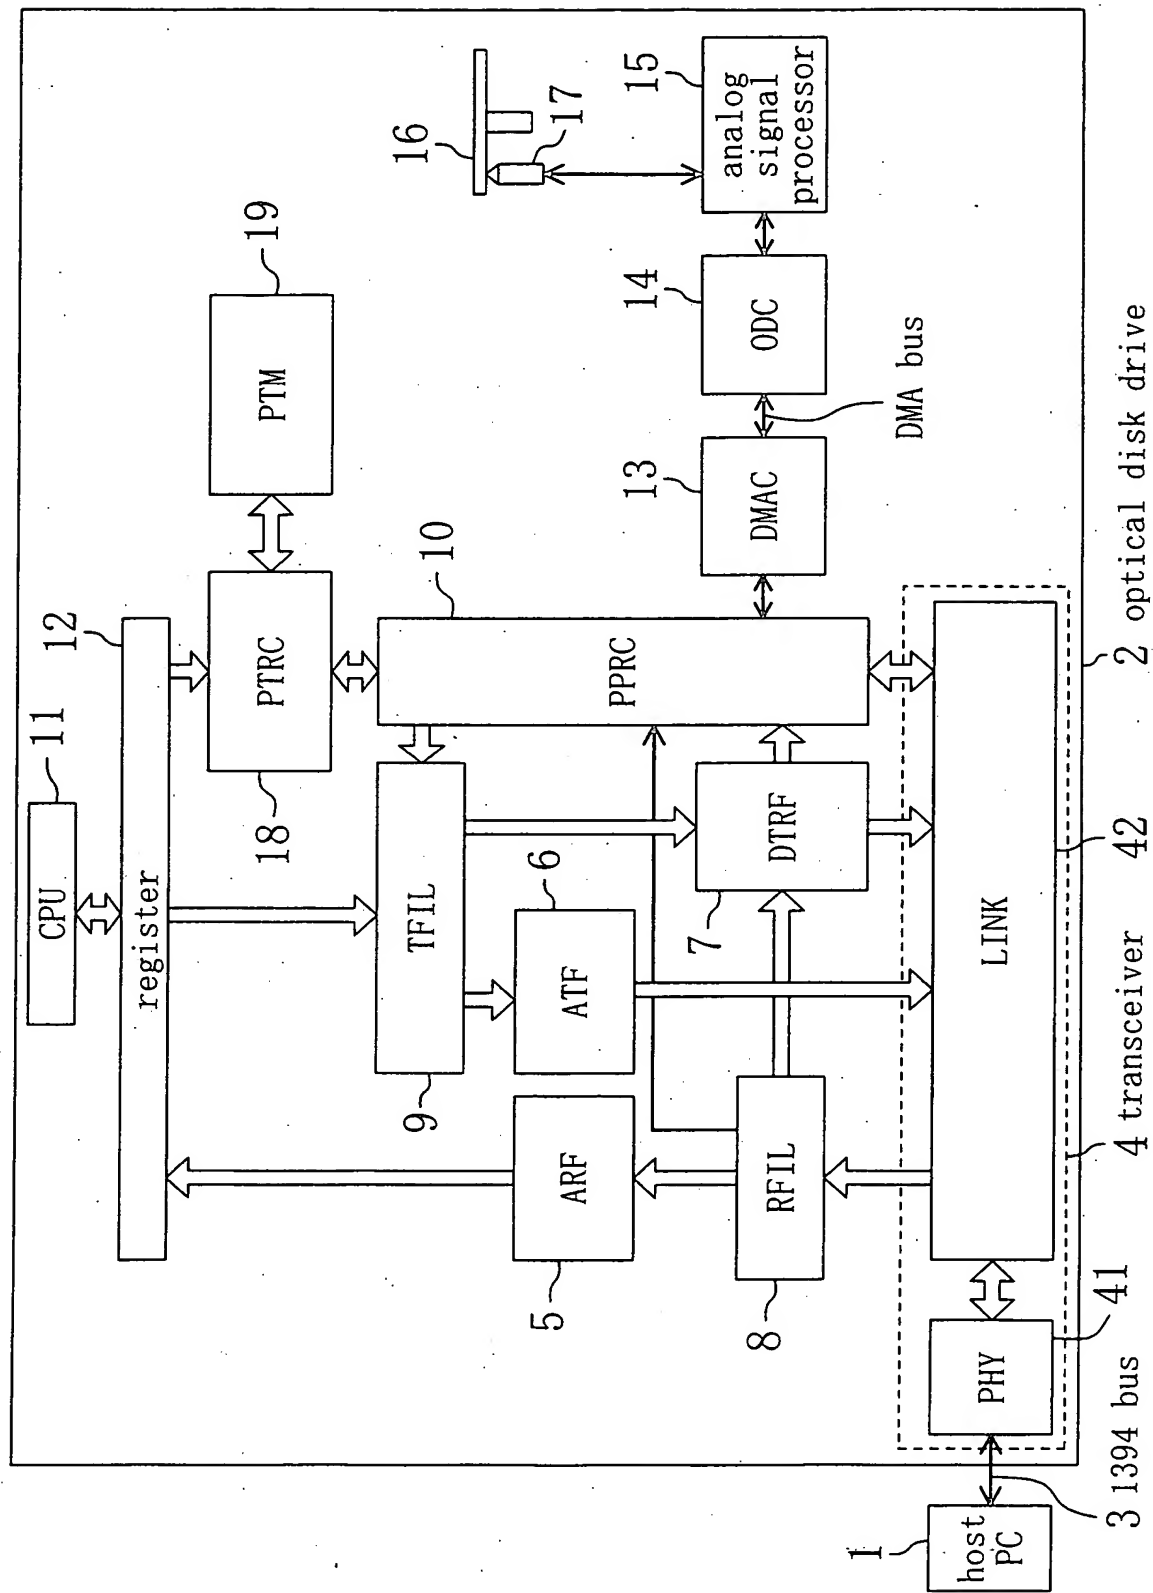 11
CPU
12
register
18
PTRC
19
PTM
9
TFIL
10
PPRC
5
ARF
6
ATF
16
17
8
RFIL
7
DTRF
13
DMAC
14
ODC
15
analog
signal
processor
DMA bus
1
host
PC
PHY
41
LINK
42
3 1394 bus
4 transceiver
2 optical disk drive